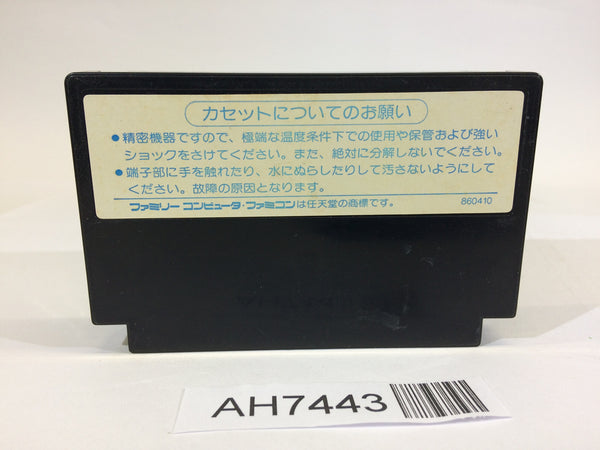 カセットについてのお願い
●精密機器ですので、極端な温度条件下での使用や保管および強い
ショックをさけてください。また、絶対に分解しないでください。
●端子部に手を触れたり、水にぬらしたりして汚さないようにして
ください。故障の原因となります。
ファミリーコンピュータ・ファミコンは任天堂の商標です。 860410
AH7443